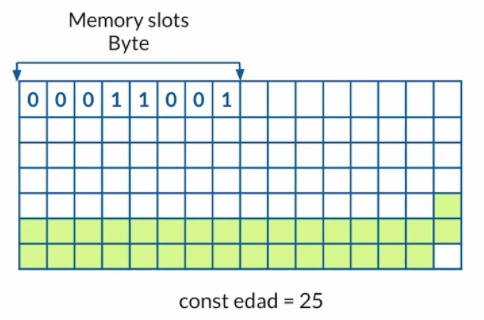 Memory slots
Byte
0 0 0 1 1 0 0 1
const edad = 25